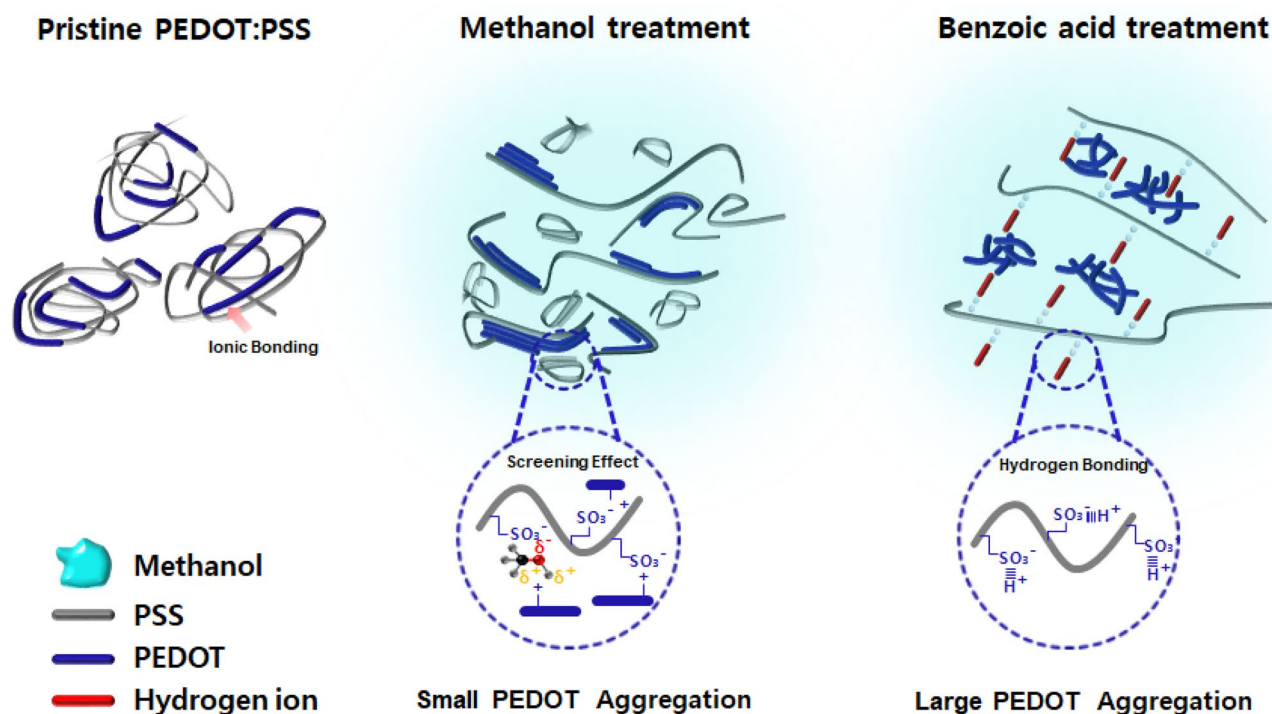 Pristine PEDOT:PSS
Methanol treatment
Benzoic acid treatment
Ionic Bonding
Screening Effect
SO₃⁻
δ⁻
δ⁺
δ⁺
+
SO₃⁻
+
SO₃⁻
+
Hydrogen Bonding
SO₃⁻
H⁺
SO₃⁻
H⁺
SO₃
H⁺
Methanol
PSS
PEDOT
Hydrogen ion
Small PEDOT Aggregation
Large PEDOT Aggregation